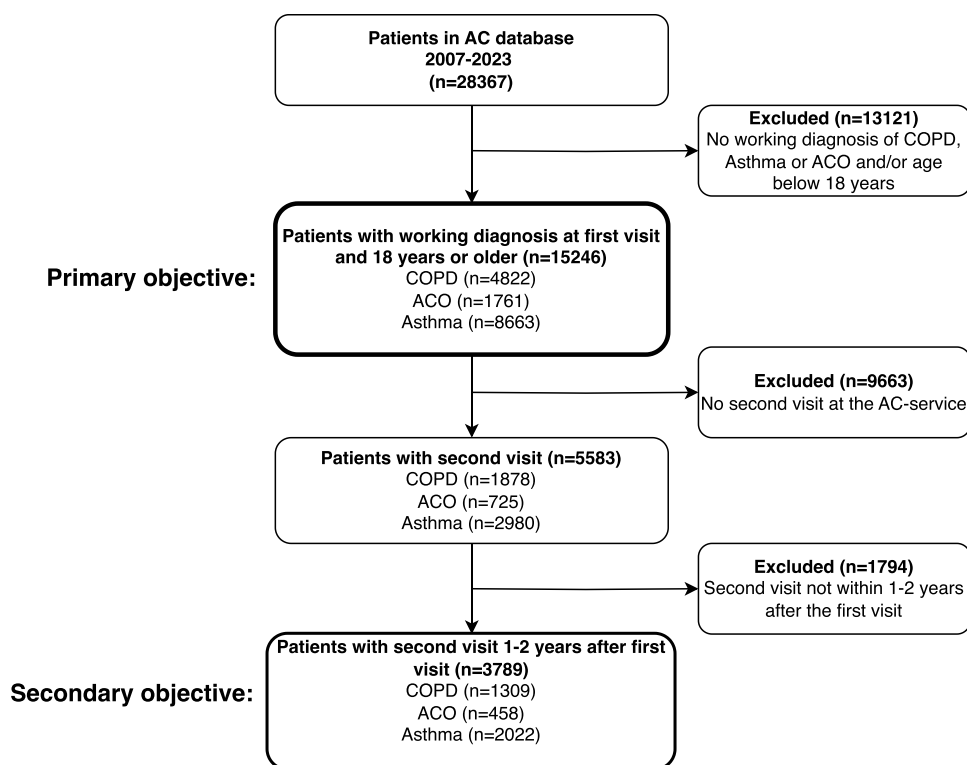 Patients in AC database
2007-2023
(n=28367)
Excluded (n=13121)
No working diagnosis of COPD,
Asthma or ACO and/or age
below 18 years
Primary objective:
Patients with working diagnosis at first visit
and 18 years or older (n=15246)
COPD (n=4822)
ACO (n=1761)
Asthma (n=8663)
Excluded (n=9663)
No second visit at the AC-service
Patients with second visit (n=5583)
COPD (n=1878)
ACO (n=725)
Asthma (n=2980)
Excluded (n=1794)
Second visit not within 1-2 years
after the first visit
Secondary objective:
Patients with second visit 1-2 years after first
visit (n=3789)
COPD (n=1309)
ACO (n=458)
Asthma (n=2022)